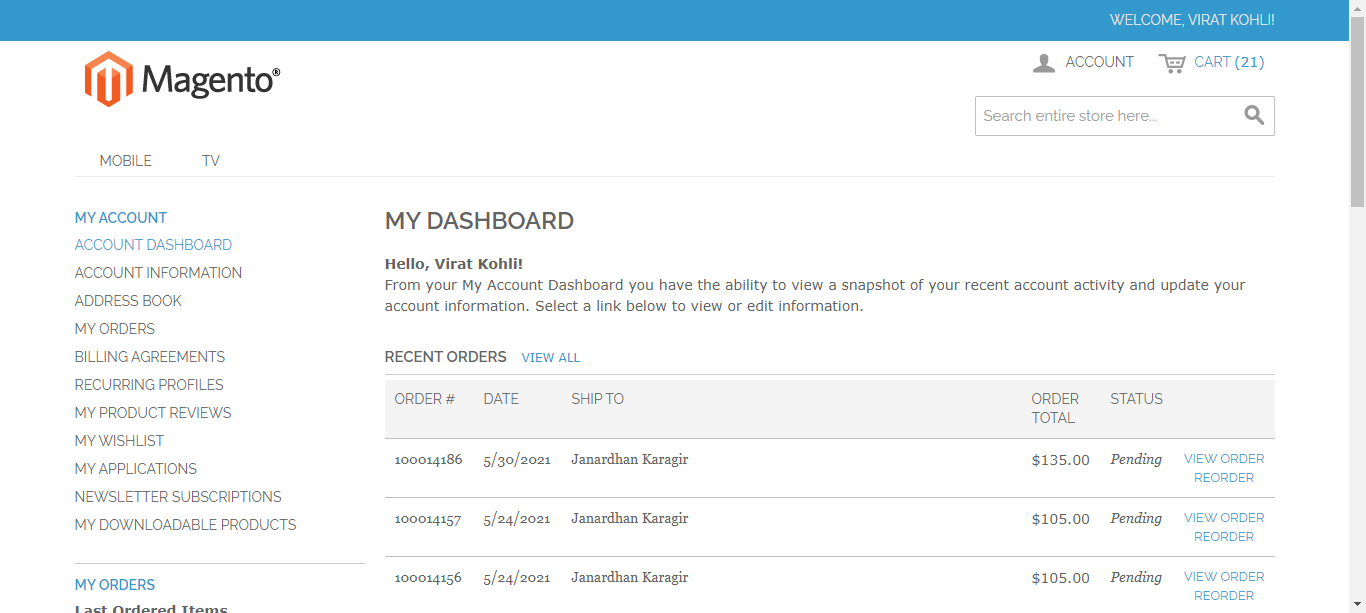 WELCOME, VIRAT KOHLI!
Magento®
ACCOUNT
CART (21)
Search entire store here...
MOBILE
TV
MY ACCOUNT
ACCOUNT DASHBOARD
ACCOUNT INFORMATION
ADDRESS BOOK
MY ORDERS
BILLING AGREEMENTS
RECURRING PROFILES
MY PRODUCT REVIEWS
MY WISHLIST
MY APPLICATIONS
NEWSLETTER SUBSCRIPTIONS
MY DOWNLOADABLE PRODUCTS
MY ORDERS
Last Ordered Items
MY DASHBOARD
Hello, Virat Kohli!
From your My Account Dashboard you have the ability to view a snapshot of your recent account activity and update your
account information. Select a link below to view or edit information.
RECENT ORDERS VIEW ALL
ORDER # DATE SHIP TO ORDER TOTAL STATUS
100014186 5/30/2021 Janardhan Karagir $135.00 Pending VIEW ORDER
REORDER
100014157 5/24/2021 Janardhan Karagir $105.00 Pending VIEW ORDER
REORDER
100014156 5/24/2021 Janardhan Karagir $105.00 Pending VIEW ORDER
REORDER